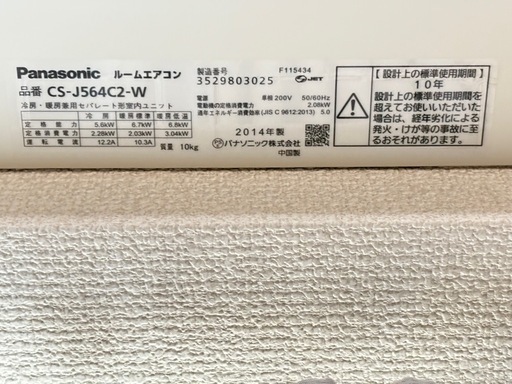 Panasonic ルームエアコン
品番 CS-J564C2-W
冷房・暖房兼用セパレート形室内ユニット
冷房 暖房標準 暖房低温
定格能力 5.6kW 6.7kW 6.8kW
定格消費電力 2.28kW 2.03kW 3.04kW
運転電流 12.2A 10.3A 質量 10kg
製造番号 F115434
3529803025 JET
電源 単相 200V 50/60Hz
電動機の定格消費電力 2.08kW
通年エネルギー消費効率(JIS C 9612:2013) 5.0
2014年製
パナソニック株式会社
中国製
【設計上の標準使用期間】
10年
設計上の標準使用期間を
超えてお使いいただいた
場合は、経年劣化による
発火・けが等の事故に至
るおそれがあります。